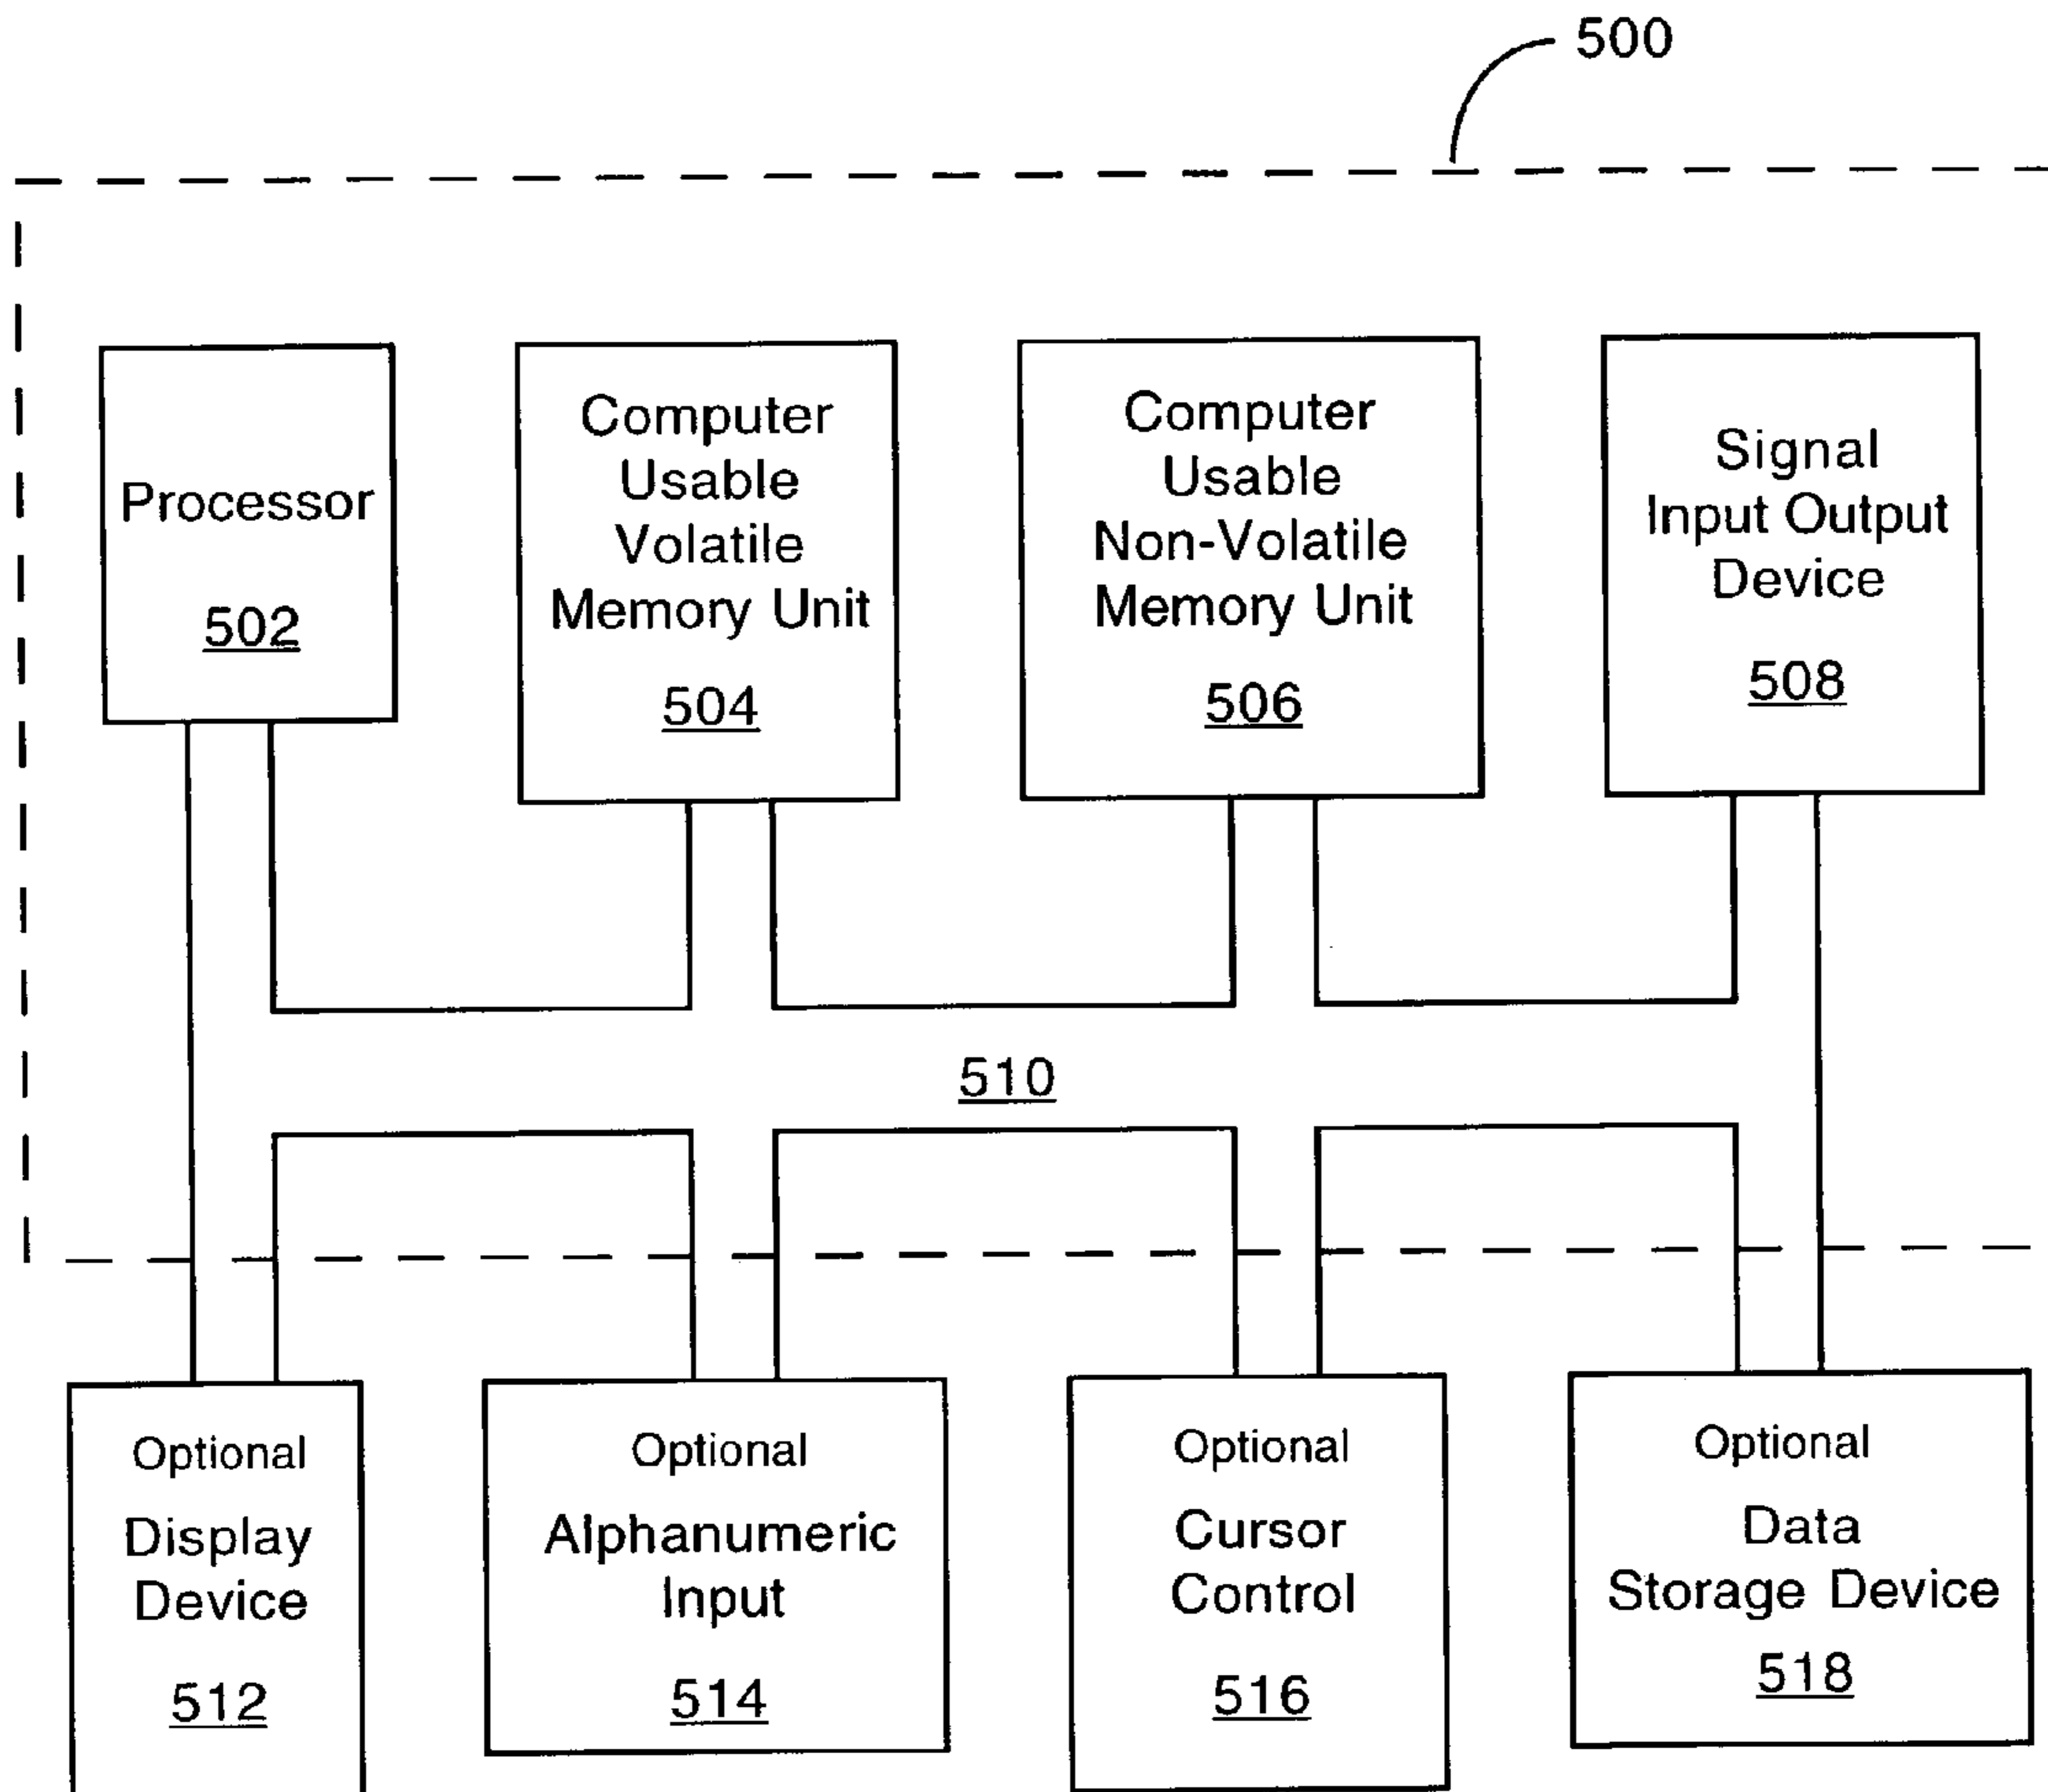 500
Processor
502
Computer
Usable
Volatile
Memory Unit
504
Computer
Usable
Non-Volatile
Memory Unit
506
Signal
Input Output
Device
508
510
Optional
Display
Device
512
Optional
Alphanumeric
Input
514
Optional
Cursor
Control
516
Optional
Data
Storage Device
518